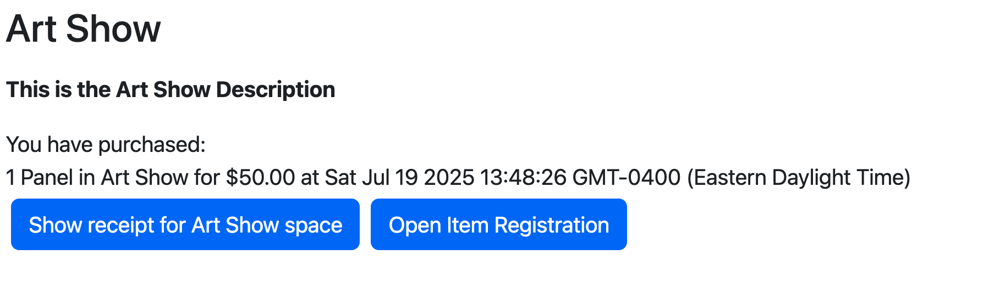 Art Show
This is the Art Show Description
You have purchased:
1 Panel in Art Show for $50.00 at Sat Jul 19 2025 13:48:26 GMT-0400 (Eastern Daylight Time)
Show receipt for Art Show space
Open Item Registration